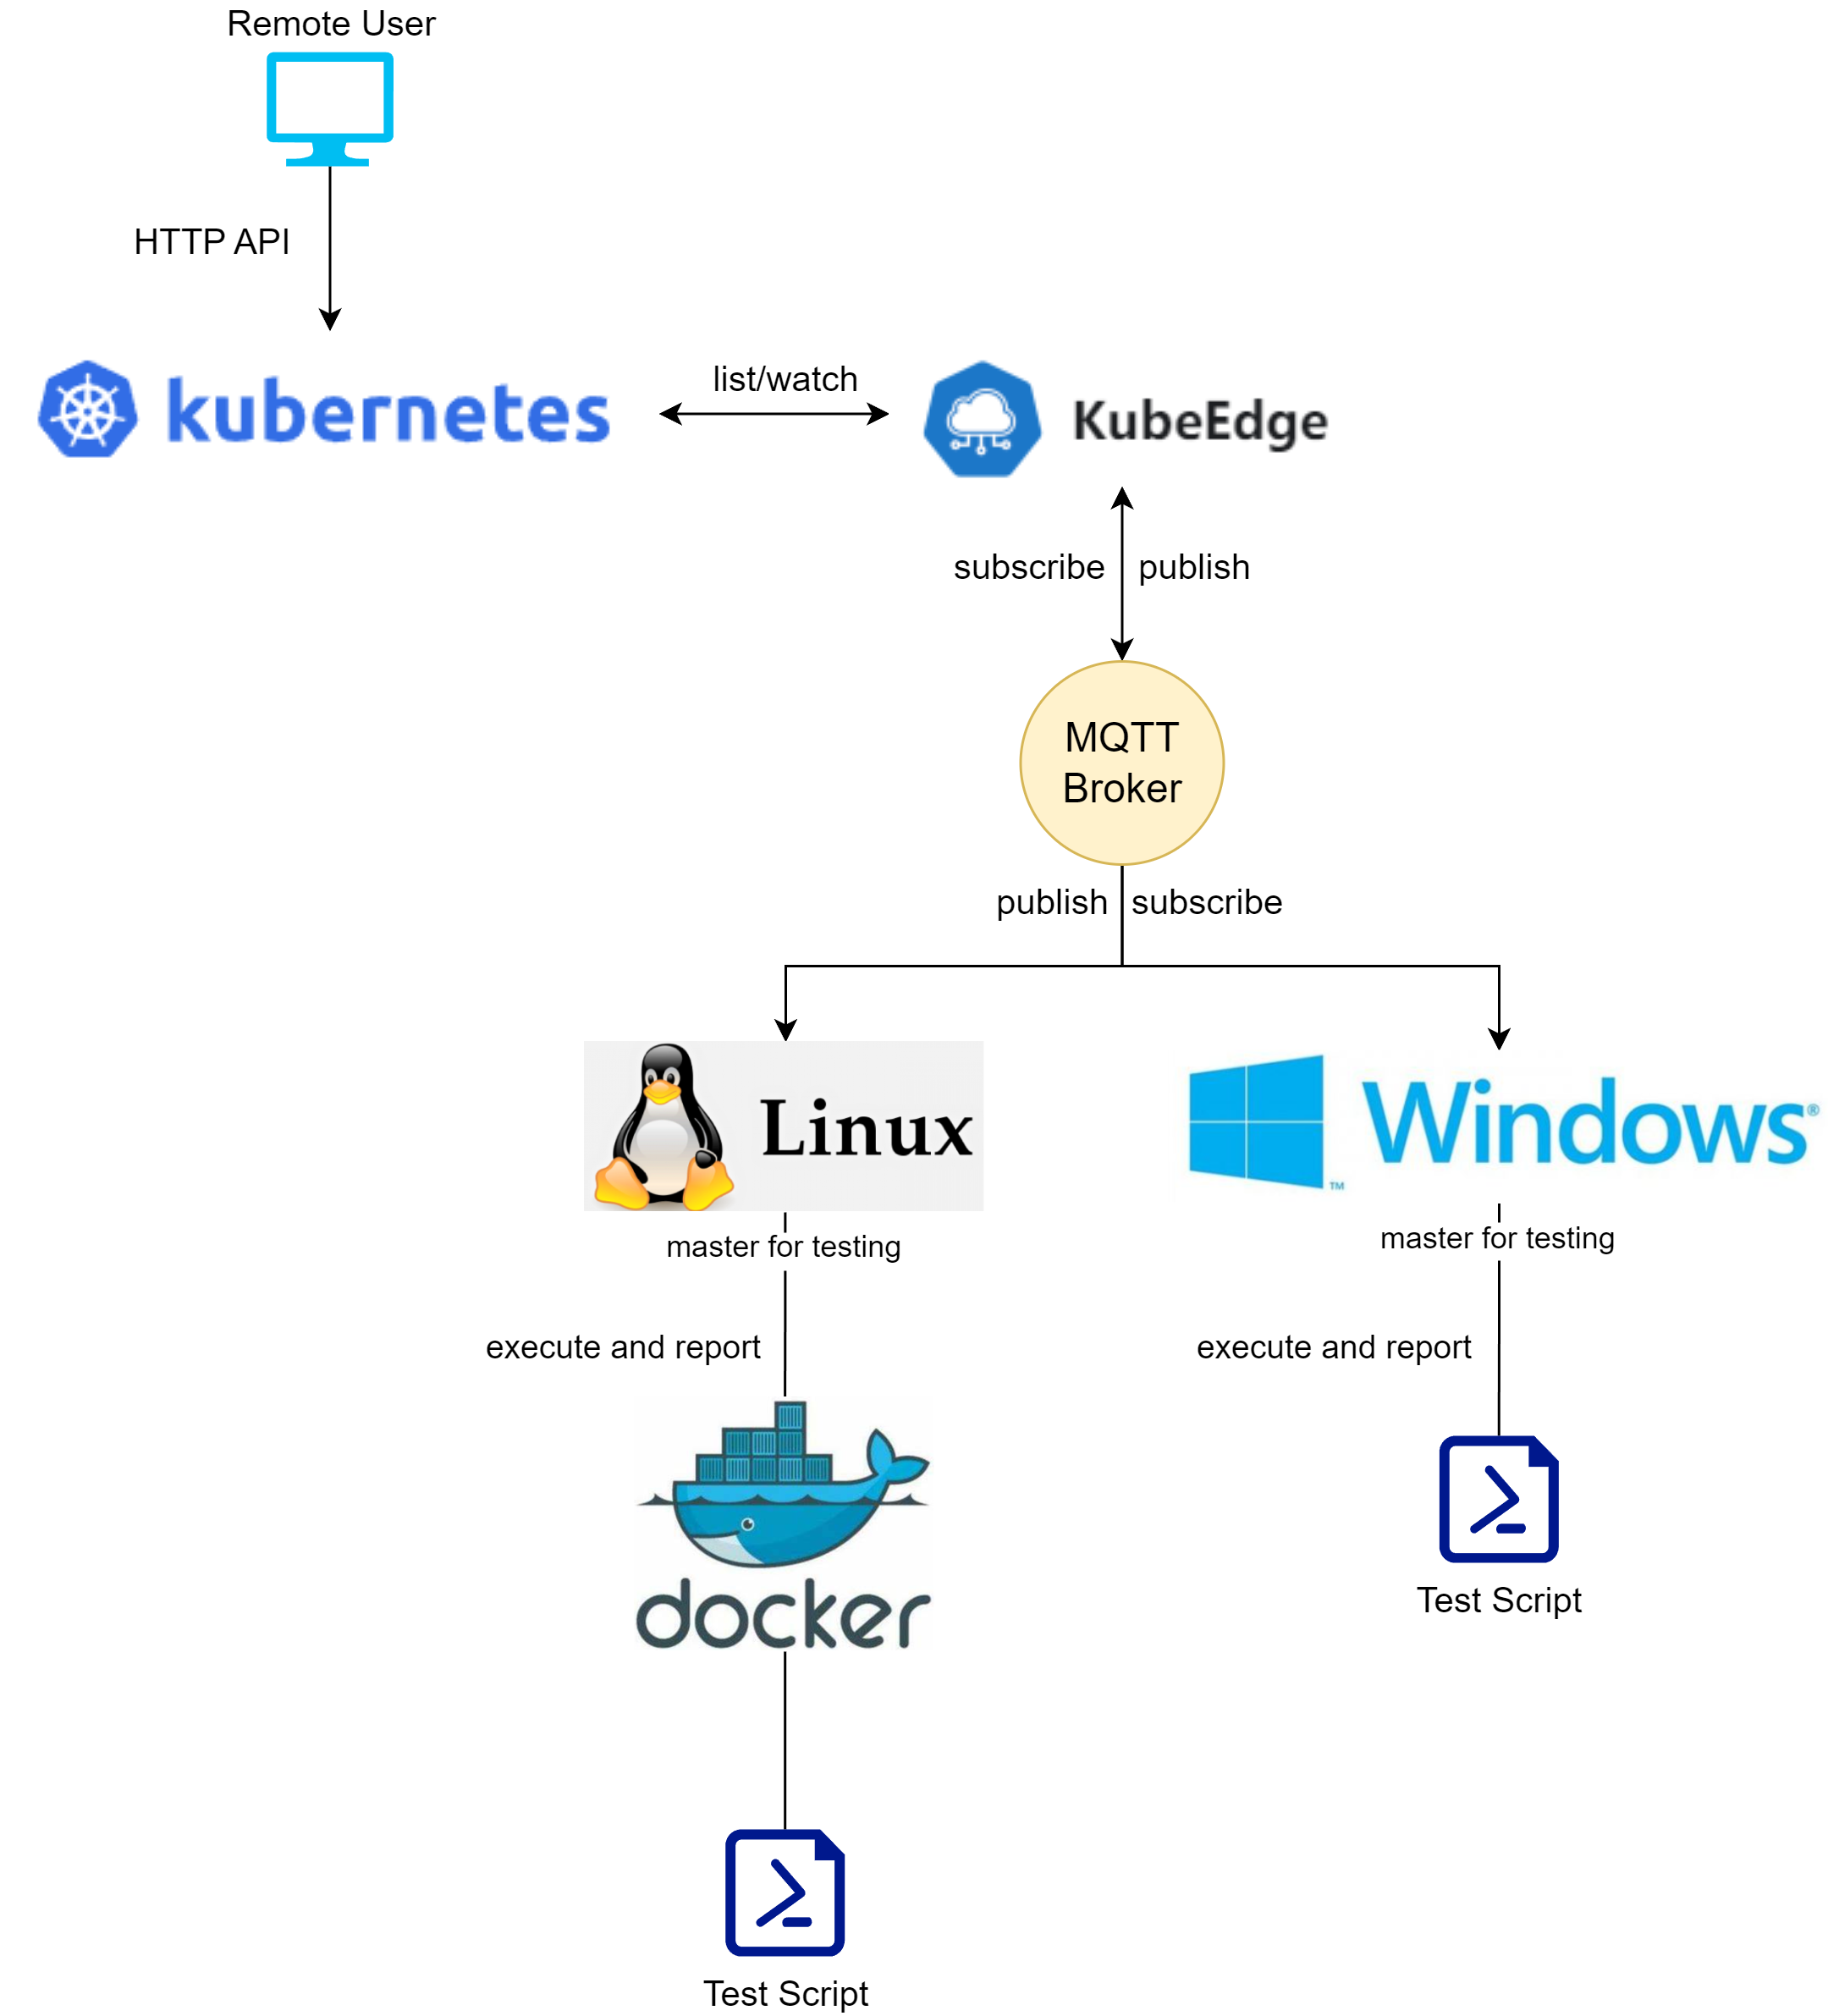 Remote User
HTTP API
kubernetes
list/watch
KubeEdge
subscribe
publish
MQTT
Broker
publish
subscribe
Linux
Windows®
™
master for testing
master for testing
execute and report
execute and report
docker
Test Script
Test Script